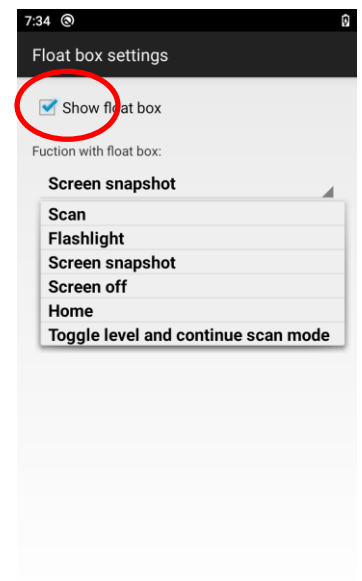 7:34
Float box settings
Show float box
Fuction with float box:
Screen snapshot
Scan
Flashlight
Screen snapshot
Screen off
Home
Toggle level and continue scan mode